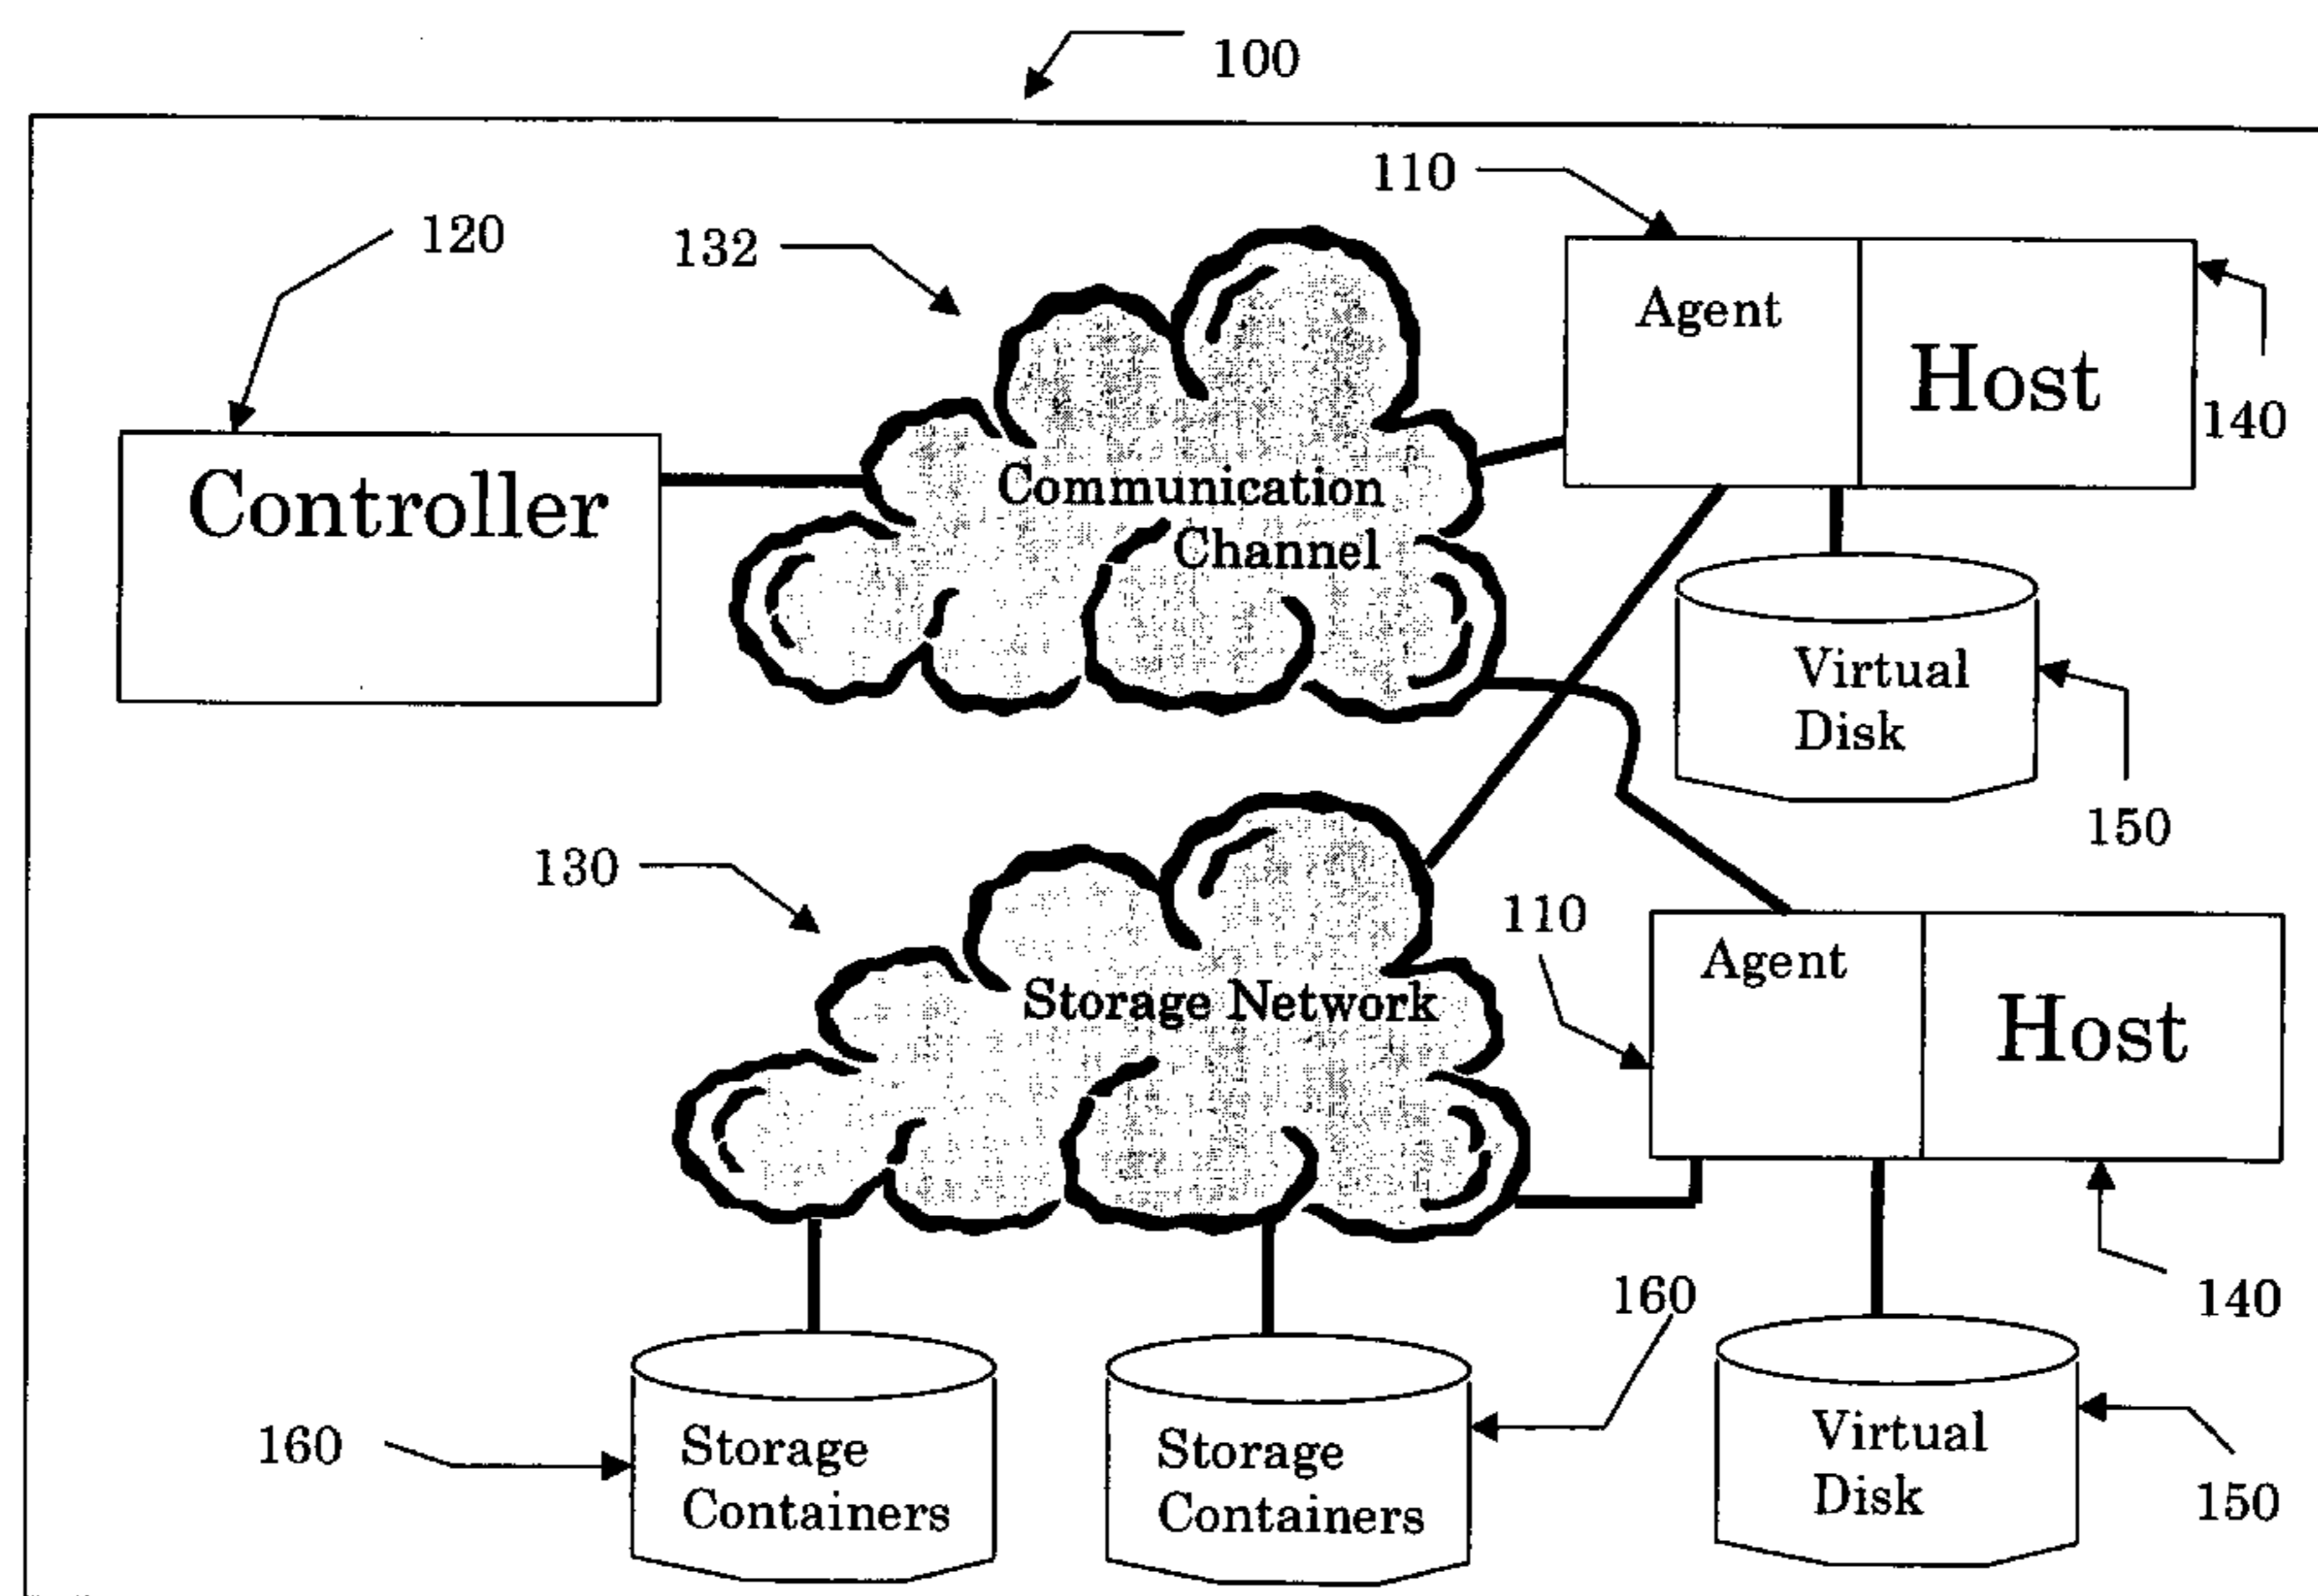 100
110
120
132
Agent
Host
140
Controller
Communication
Channel
Virtual
Disk
150
130
110
Agent
Storage Network
Host
160
140
Storage
Containers
160
Storage
Containers
Virtual
Disk
150